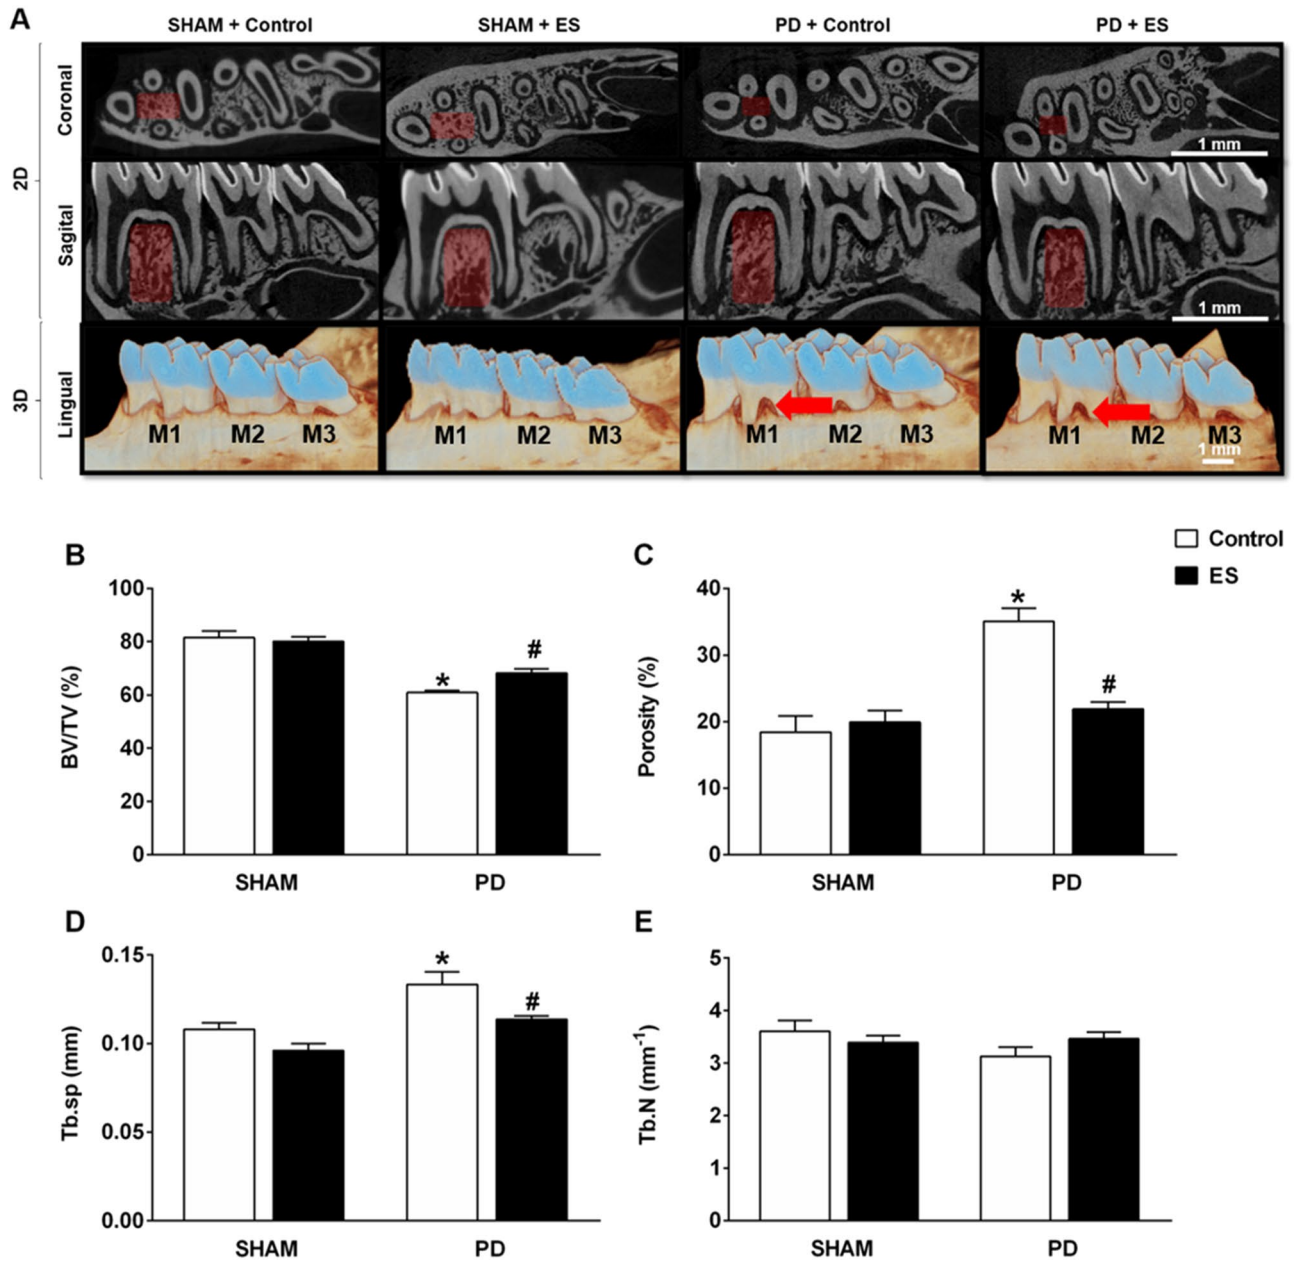 A
SHAM + Control
SHAM + ES
PD + Control
PD + ES
2D
Coronal
1 mm
Sagital
1 mm
3D
Lingual
M1 M2 M3
M1 M2 M3
M1 M2 M3
M1 M2 M3
1 mm
Control
ES
B
BV/TV (%)
100
80
60
40
20
0
*
#
SHAM
PD
C
Porosity (%)
40
30
20
10
0
*
#
SHAM
PD
D
Tb.sp (mm)
0.15
0.10
0.05
0.00
*
#
SHAM
PD
E
Tb.N (mm⁻¹)
5
4
3
2
1
0
SHAM
PD